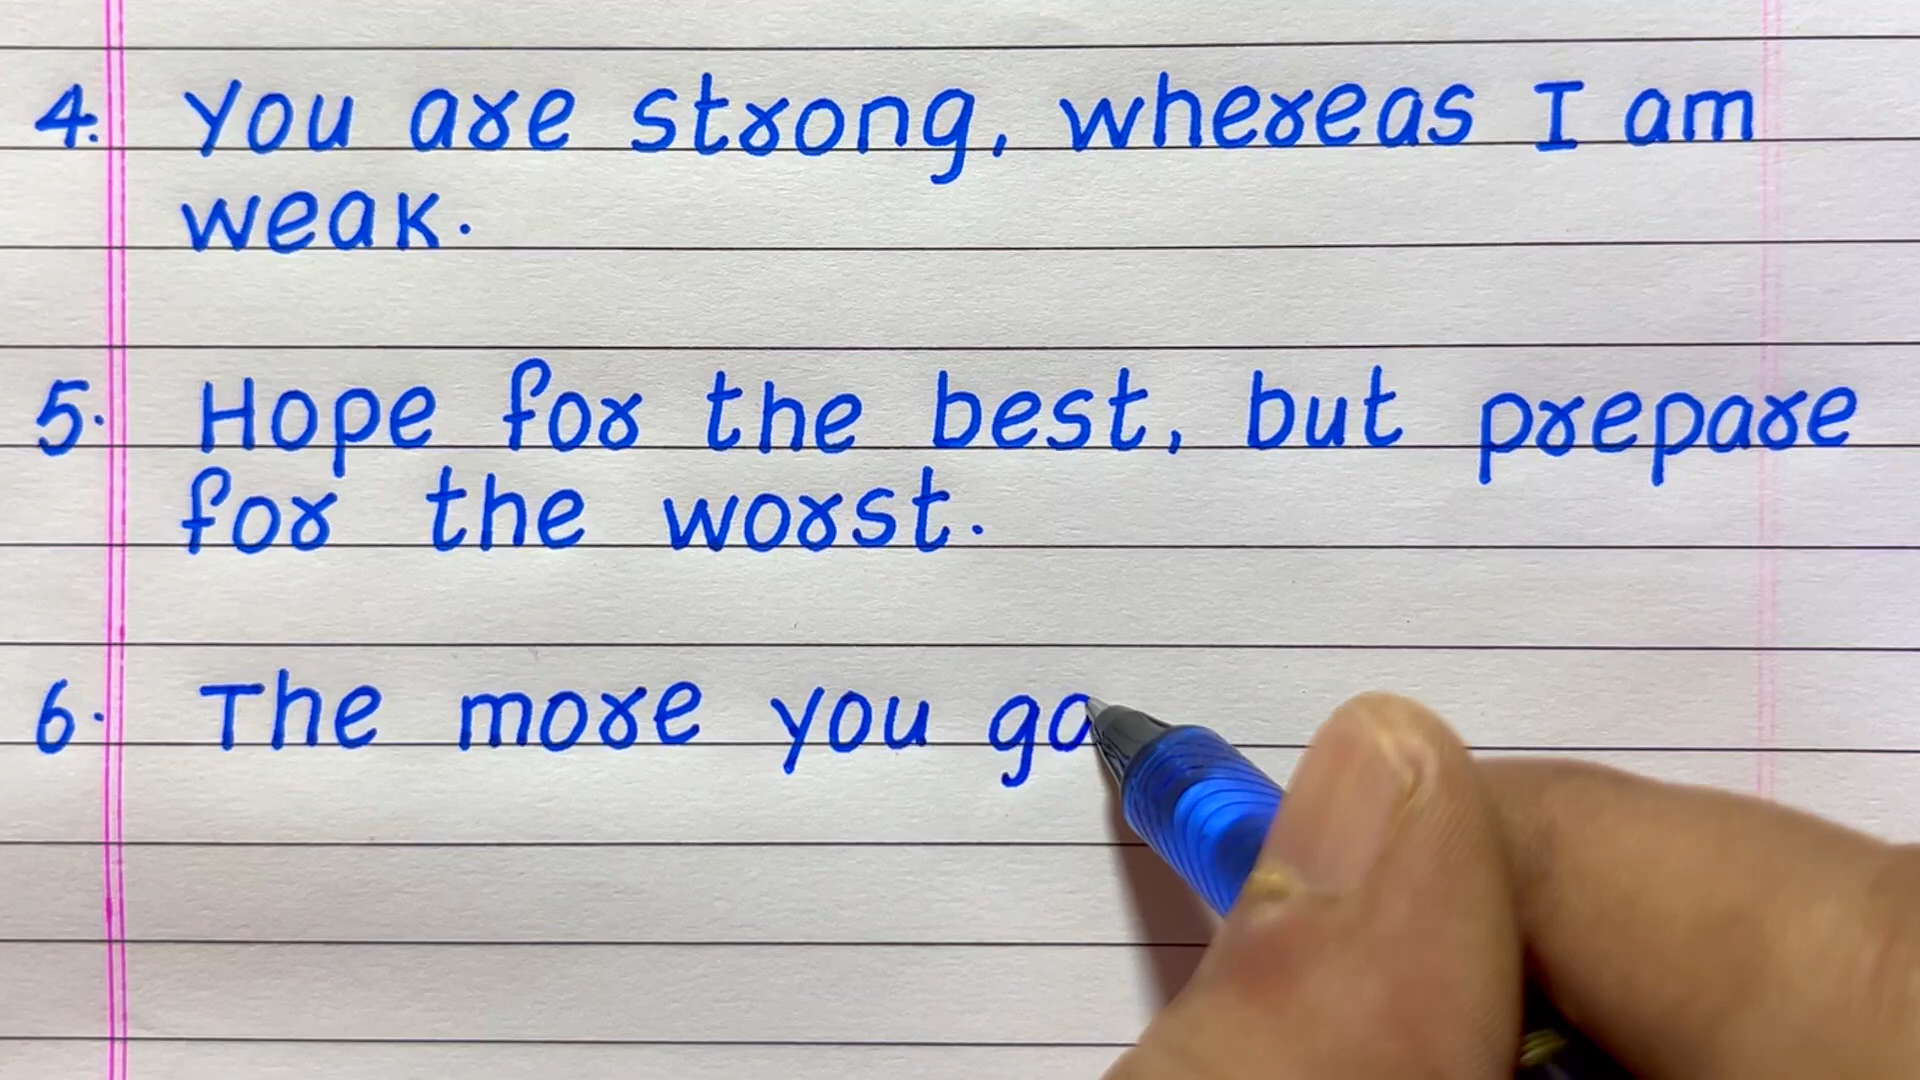 4. You are strong, whereas I am
weak.
5. Hope for the best, but prepare
for the worst.
6. The more you go